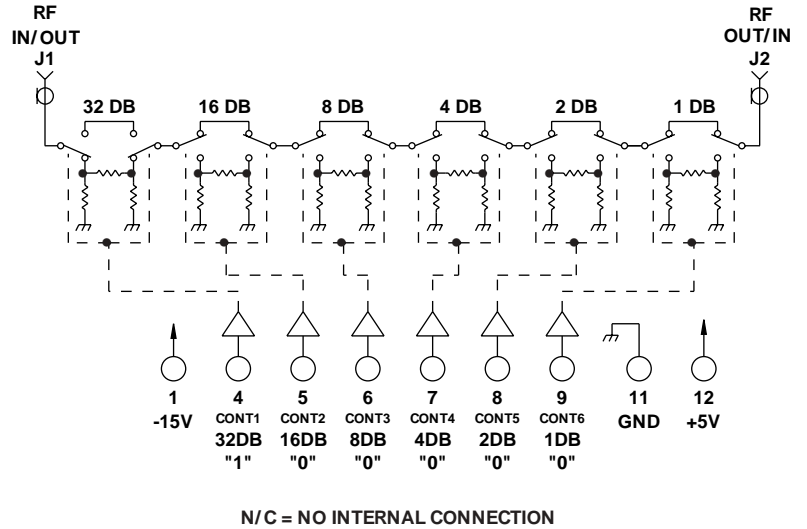 RF
IN/OUT
J1
RF
OUT/IN
J2
32 DB 16 DB 8 DB 4 DB 2 DB 1 DB
1 4 5 6 7 8 9 11 12
-15V CONT1 CONT2 CONT3 CONT4 CONT5 CONT6 GND +5V
32DB 16DB 8DB 4DB 2DB 1DB
"1" "0" "0" "0" "0" "0"
N/C = NO INTERNAL CONNECTION